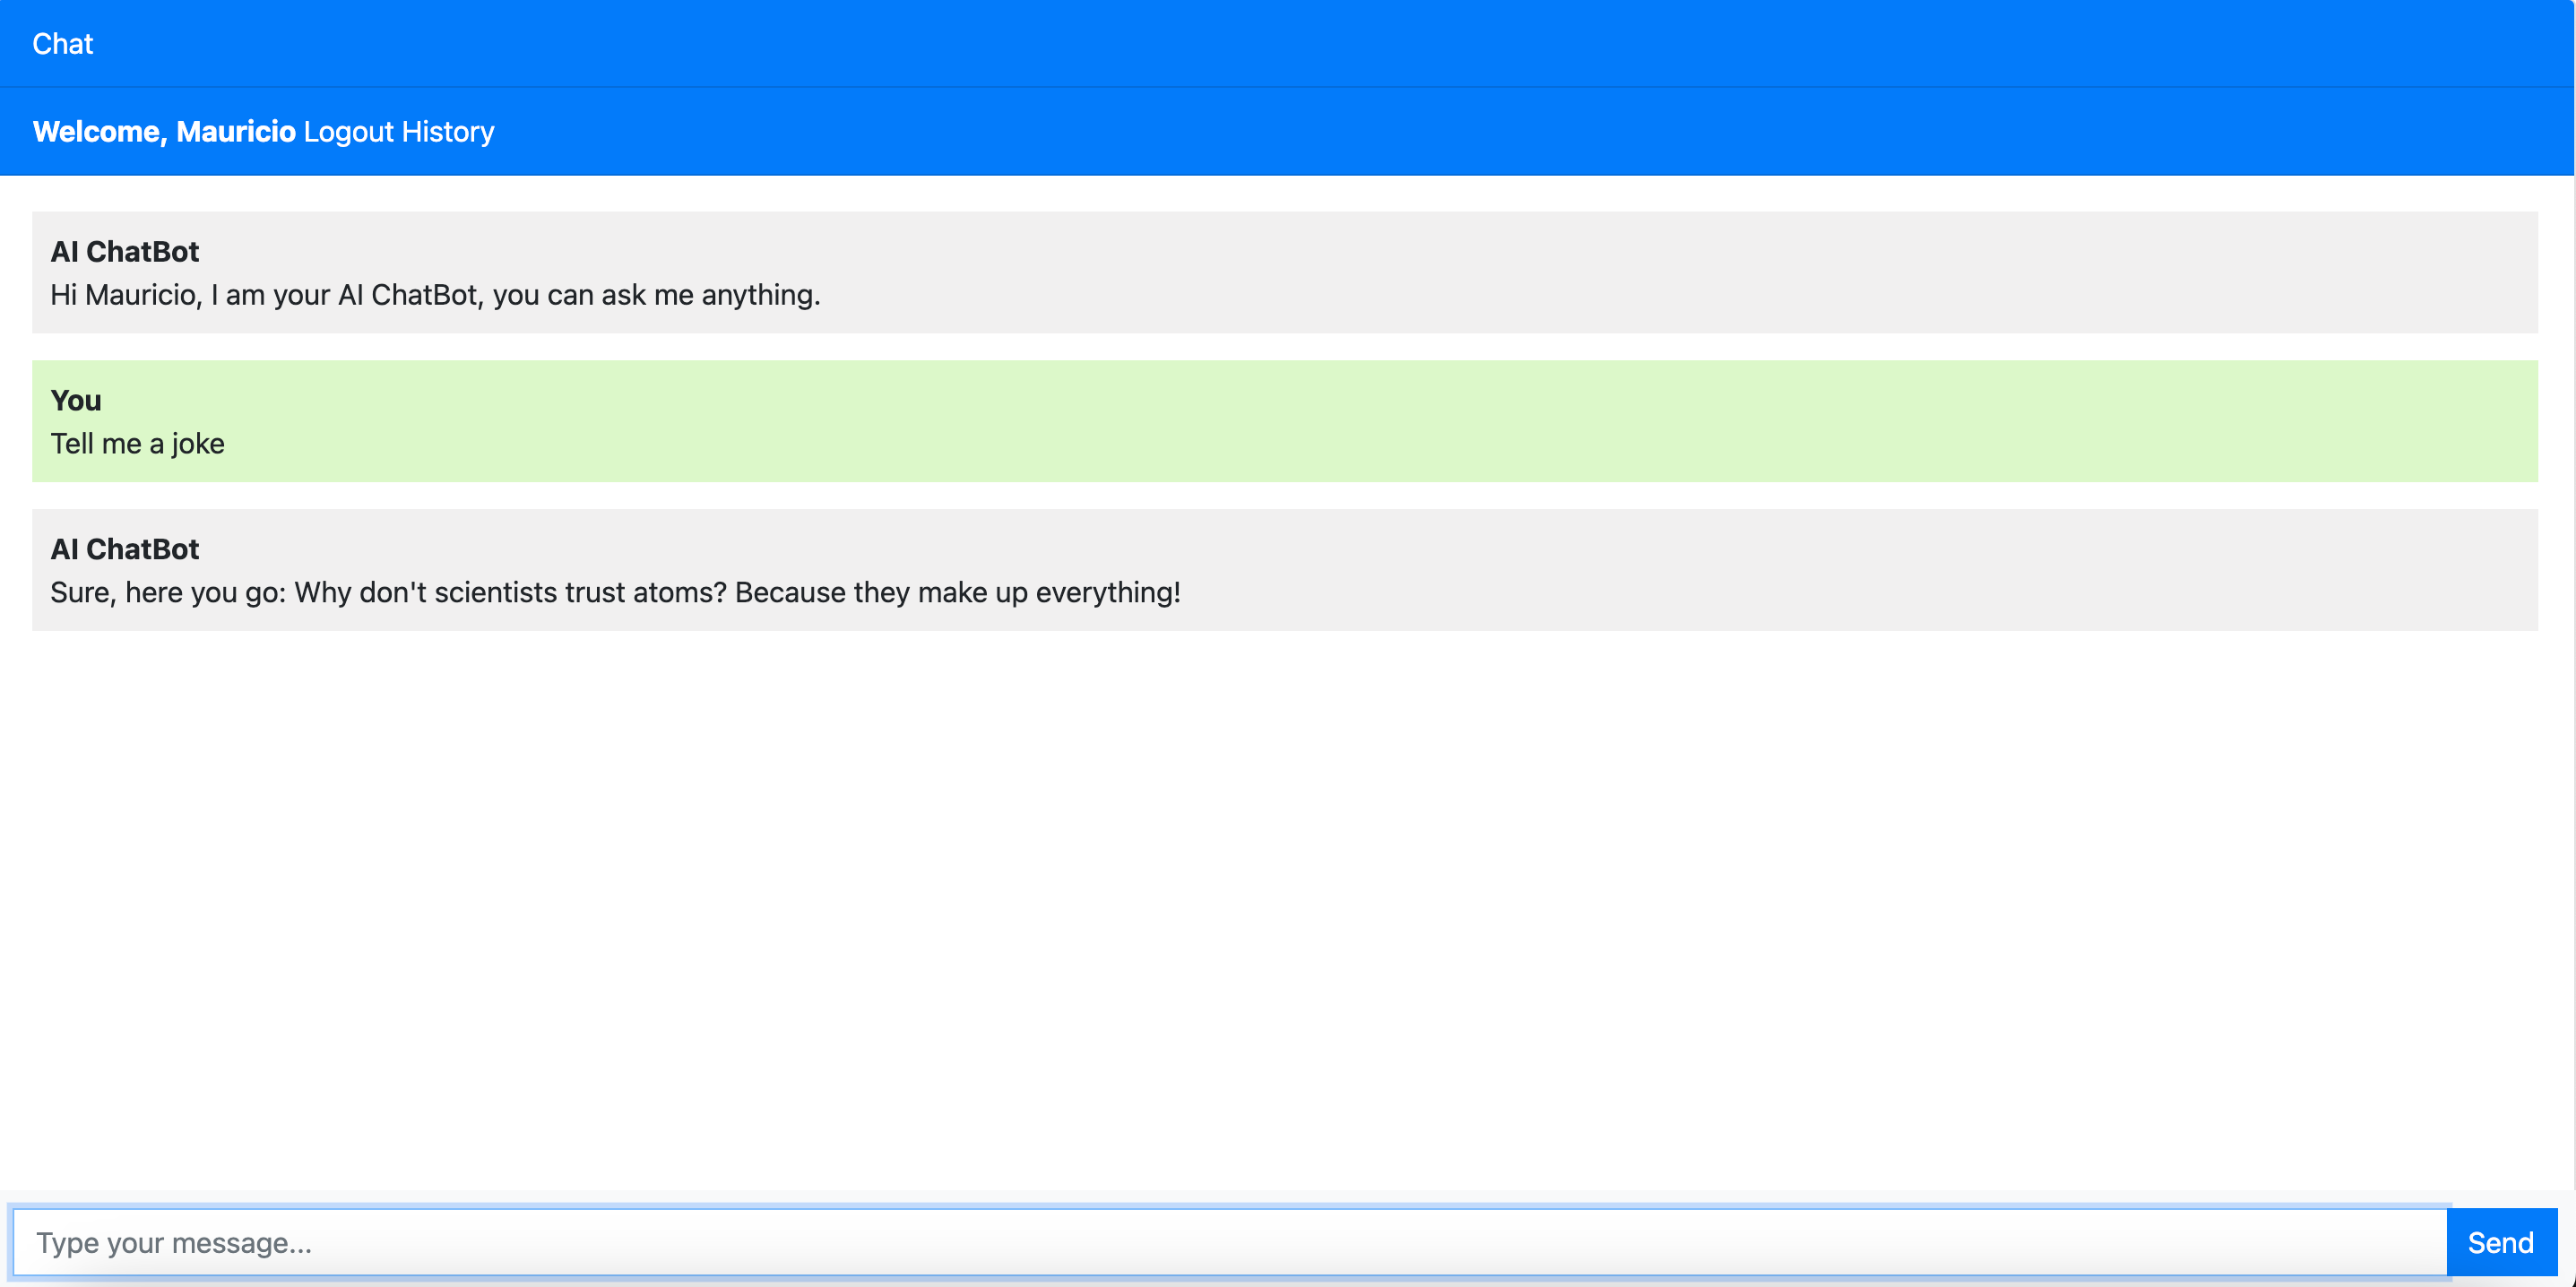 Chat
Welcome, Mauricio Logout History
AI ChatBot
Hi Mauricio, I am your AI ChatBot, you can ask me anything.
You
Tell me a joke
AI ChatBot
Sure, here you go: Why don't scientists trust atoms? Because they make up everything!
Type your message...
Send